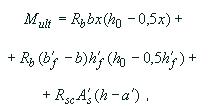 M_ult = R_b bx(h_0 – 0,5x) +
+ R_b (b'_f – b)h'_f (h_0 – 0,5h'_f) +
+ R_sc A'_s (h – a') ,